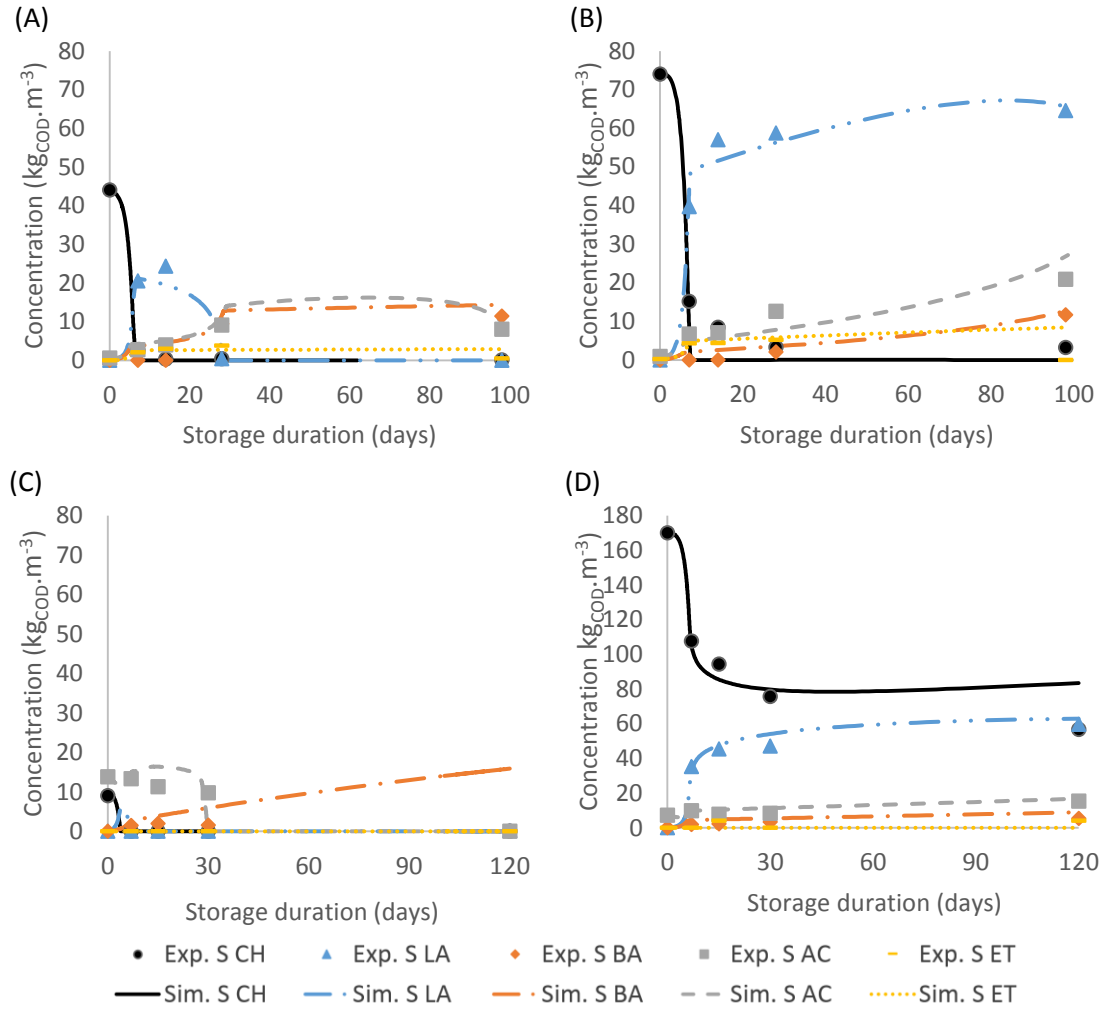 (A)
Concentration (kgCOD.m-3)
80
70
60
50
40
30
20
10
0
0 20 40 60 80 100
Storage duration (days)
(B)
Concentration (kgCOD.m-3)
80
70
60
50
40
30
20
10
0
0 20 40 60 80 100
Storage duration (days)
(C)
Concentration (kgCOD.m-3)
80
70
60
50
40
30
20
10
0
0 30 60 90 120
Storage duration (days)
(D)
Concentration kgCOD.m-3)
180
160
140
120
100
80
60
40
20
0
0 30 60 90 120
Storage duration (days)
Exp. S CH Exp. S LA Exp. S BA Exp. S AC Exp. S ET
Sim. S CH Sim. S LA Sim. S BA Sim. S AC Sim. S ET